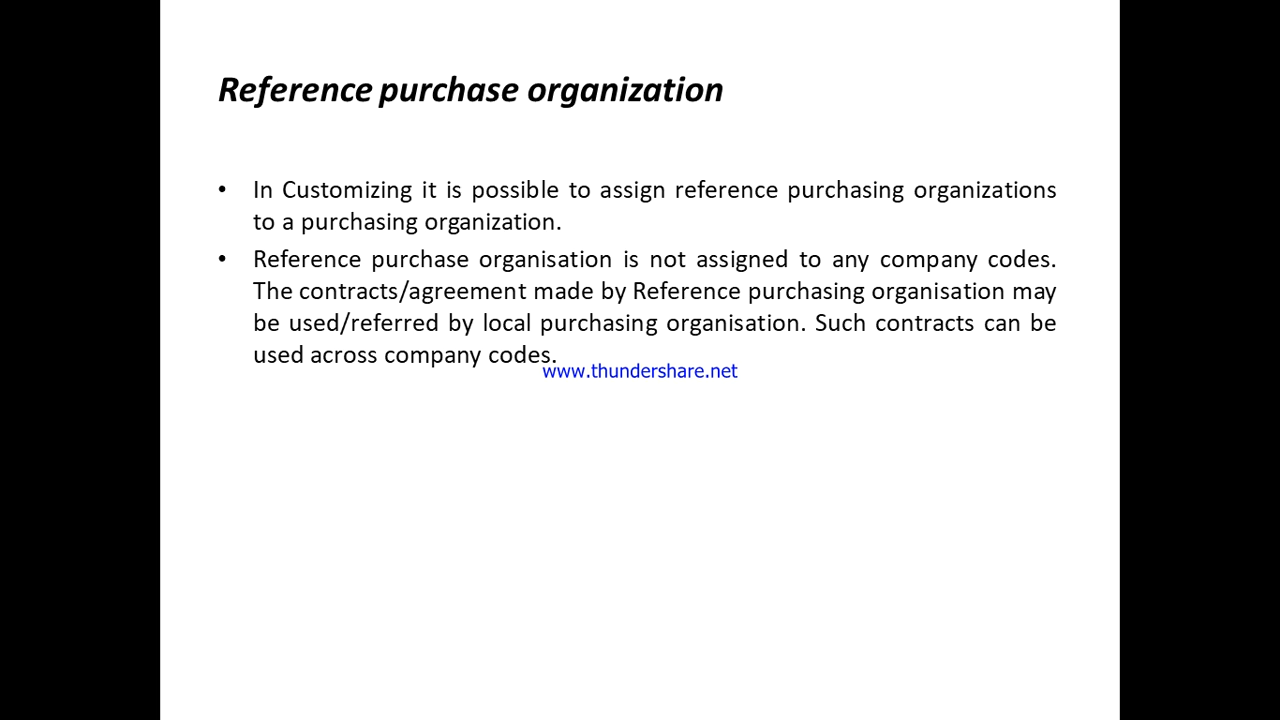 Reference purchase organization
• In Customizing it is possible to assign reference purchasing organizations
to a purchasing organization.
• Reference purchase organisation is not assigned to any company codes.
The contracts/agreement made by Reference purchasing organisation may
be used/referred by local purchasing organisation. Such contracts can be
used across company codes.
www.thundershare.net